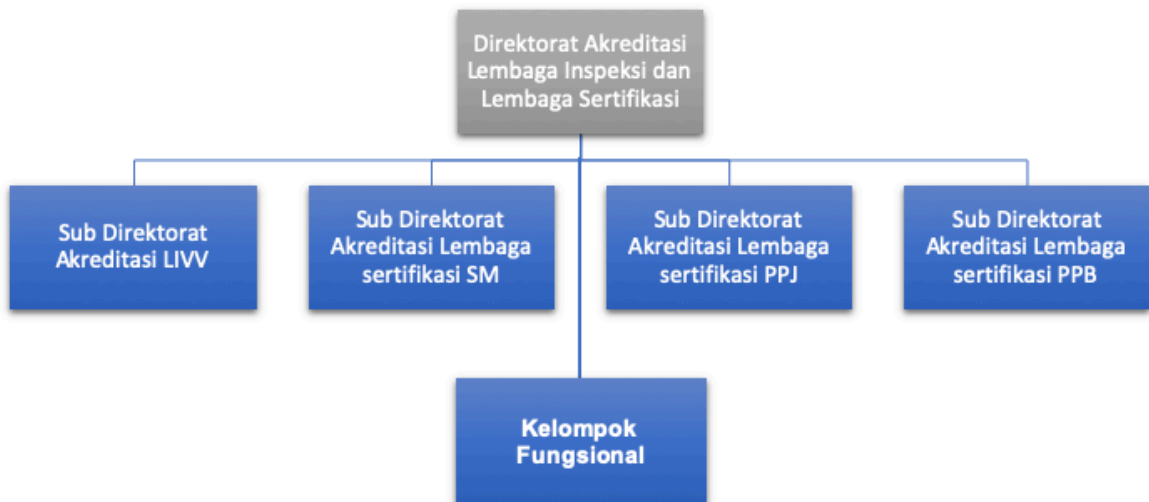 Direktorat Akreditasi
Lembaga Inspeksi dan
Lembaga Sertifikasi
Sub Direktorat
Akreditasi LIVV
Sub Direktorat
Akreditasi Lembaga
sertifikasi SM
Sub Direktorat
Akreditasi Lembaga
sertifikasi PPJ
Sub Direktorat
Akreditasi Lembaga
sertifikasi PPB
Kelompok
Fungsional